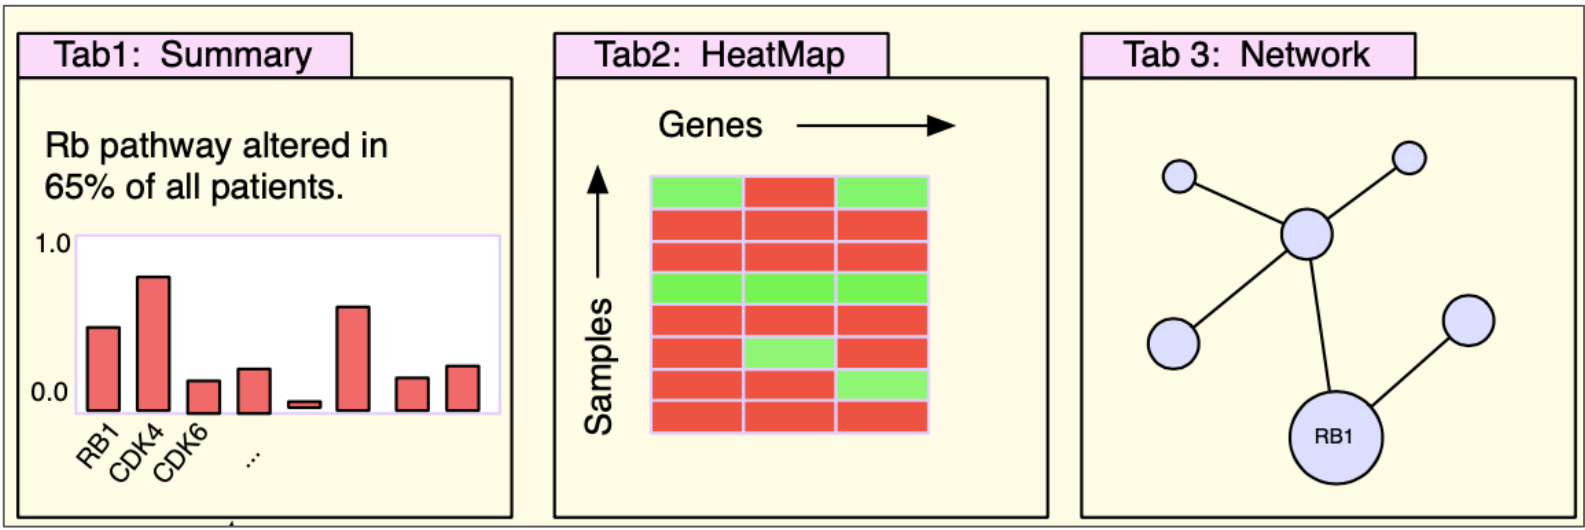 Tab1: Summary
Rb pathway altered in
65% of all patients.
1.0
0.0
RB1
CDK4
CDK6
...
Tab2: HeatMap
Genes
Samples
Tab 3: Network
RB1